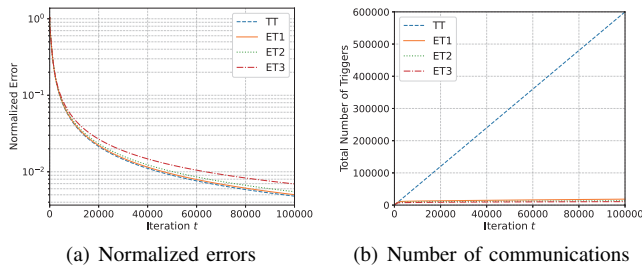 10⁰
10⁻¹
10⁻²
Normalized Error
0 20000 40000 60000 80000 100000
Iteration t
TT
ET1
ET2
ET3
(a) Normalized errors
600000
500000
400000
300000
200000
100000
0
Total Number of Triggers
0 20000 40000 60000 80000 100000
Iteration t
TT
ET1
ET2
ET3
(b) Number of communications